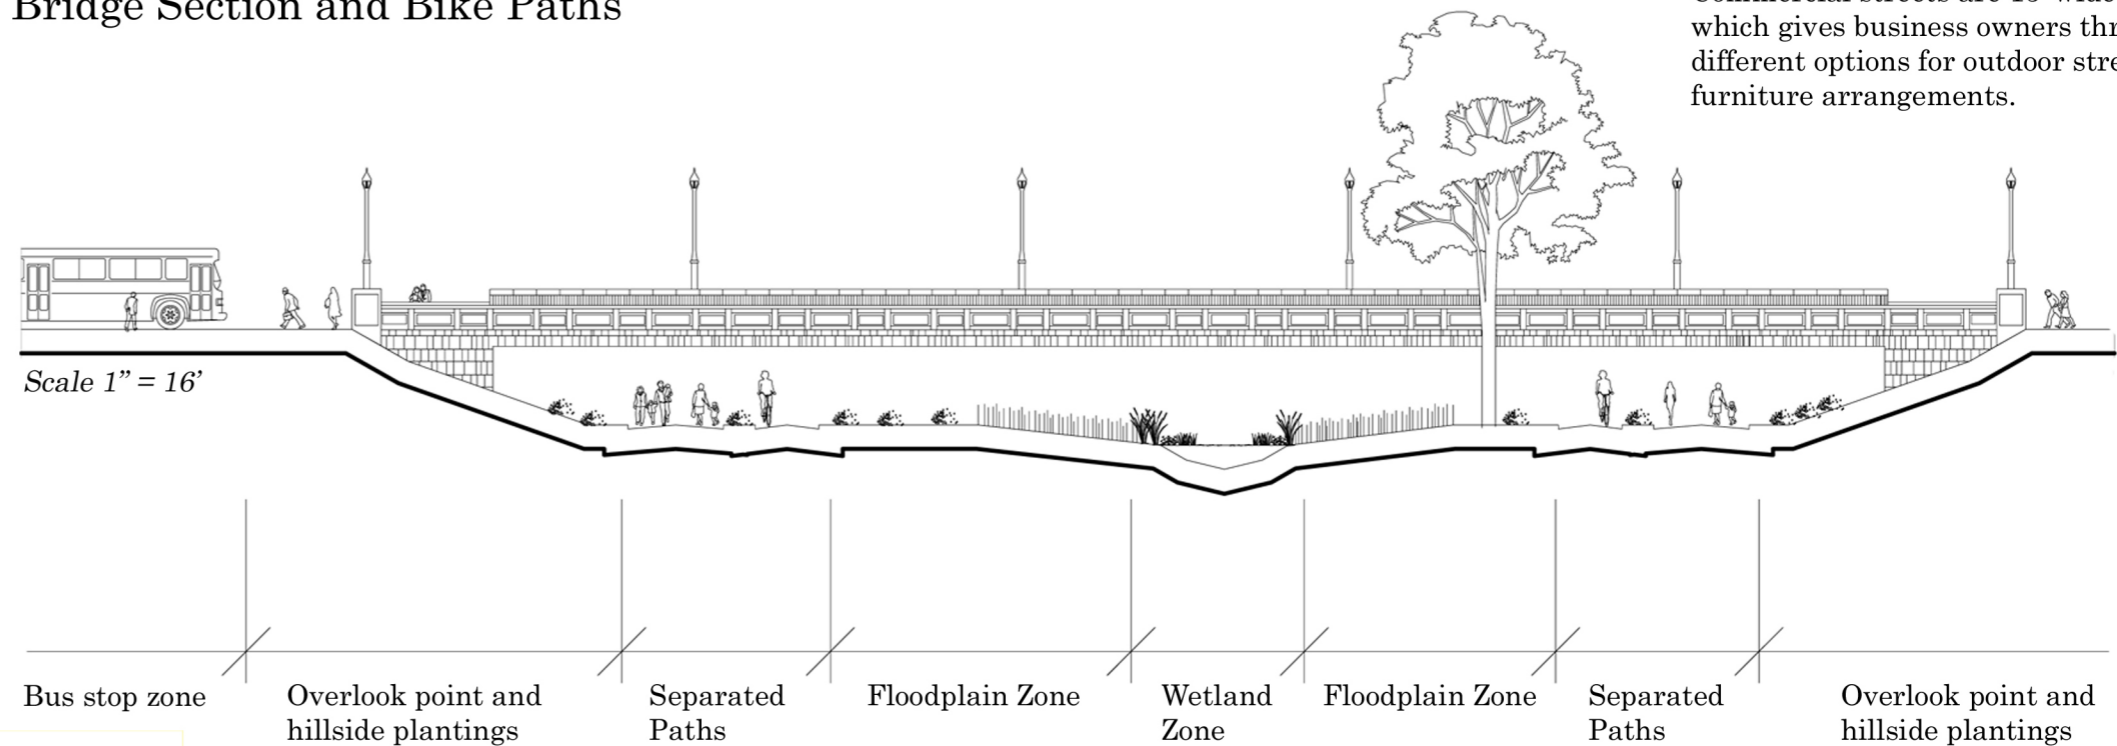 Bridge Section and Bike Paths
which gives business owners
different options for outdoor
furniture arrangements.
Scale 1” = 16’
Bus stop zone
Overlook point and
hillside plantings
Separated
Paths
Floodplain Zone
Wetland
Zone
Floodplain Zone
Separated
Paths
Overlook point and
hillside plantings